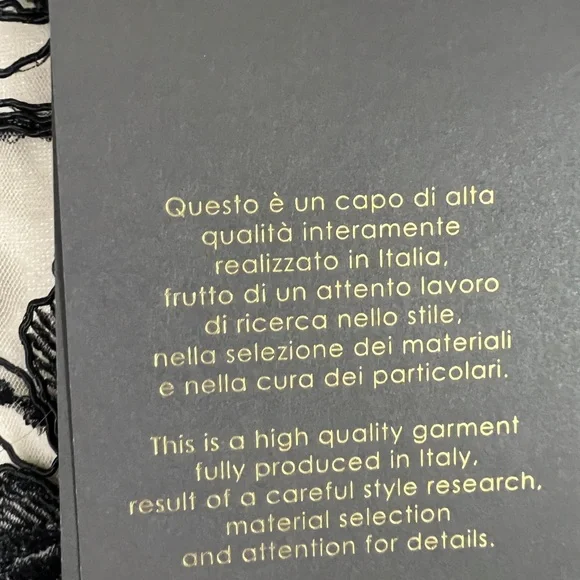 Questo è un capo di alta
qualità interamente
realizzato in Italia,
frutto di un attento lavoro
di ricerca nello stile,
nella selezione dei materiali
e nella cura dei particolari.
This is a high quality garment
fully produced in Italy,
result of a careful style research,
material selection
and attention for details.